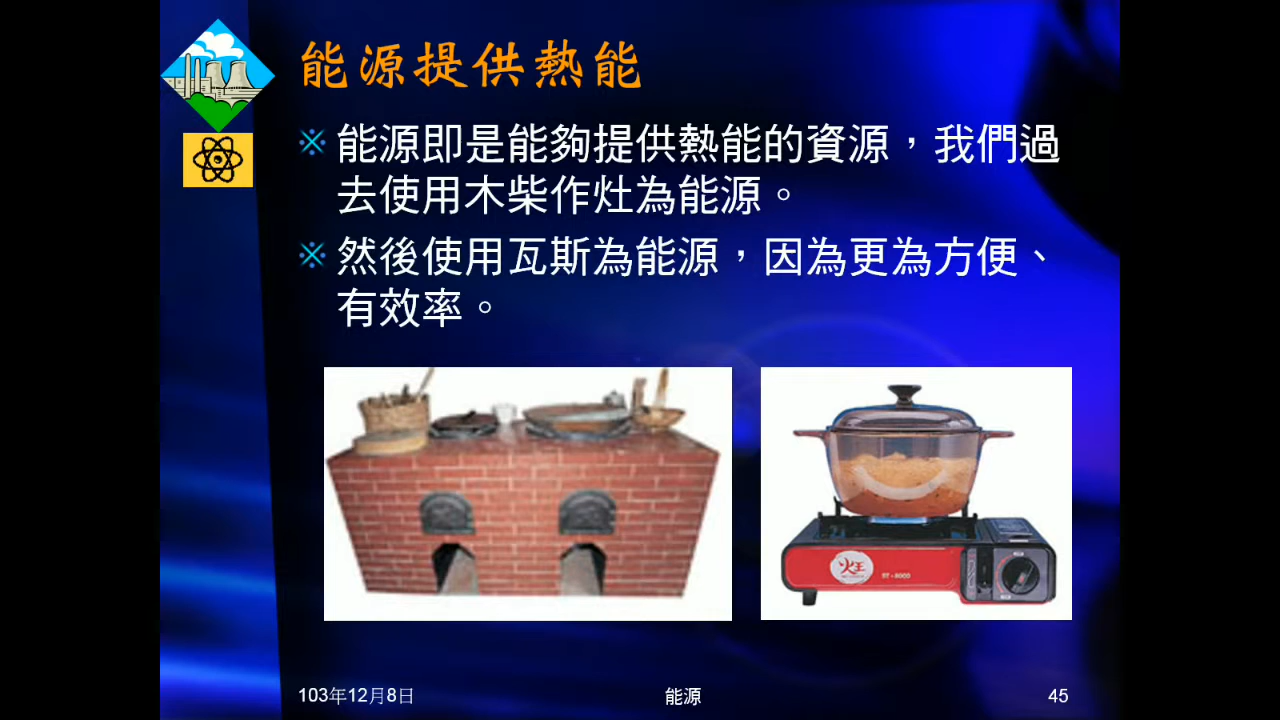 能源提供熱能
※能源即是能夠提供熱能的資源，我們過
去使用木柴作灶為能源。
※然後使用瓦斯為能源，因為更為方便、
有效率。
火王
103年12月8日
能源
45